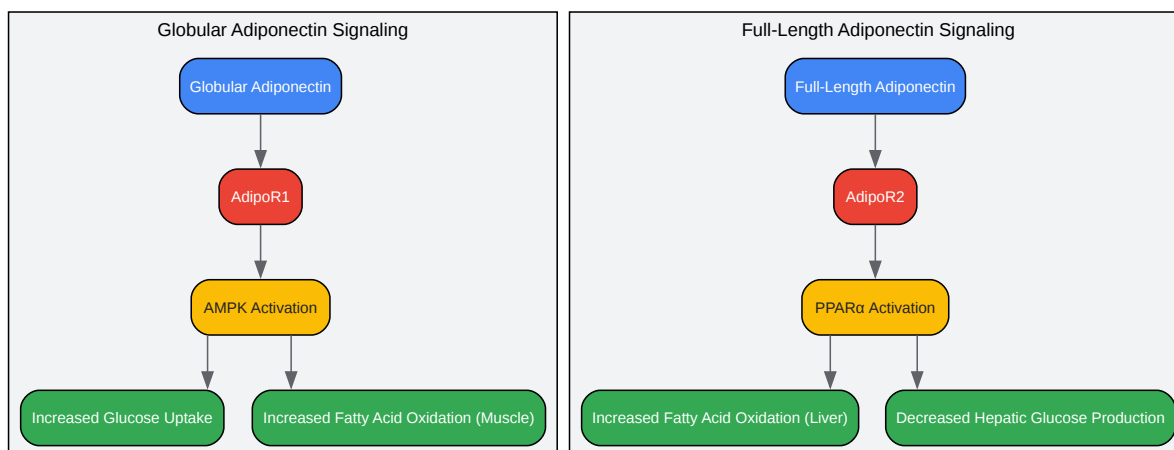 Globular Adiponectin Signaling
Globular Adiponectin
AdipoR1
AMPK Activation
Increased Glucose Uptake
Increased Fatty Acid Oxidation (Muscle)
Full-Length Adiponectin Signaling
Full-Length Adiponectin
AdipoR2
PPARα Activation
Increased Fatty Acid Oxidation (Liver)
Decreased Hepatic Glucose Production